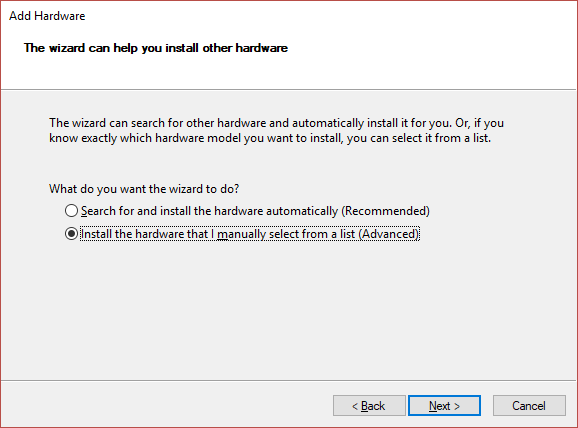 Add Hardware
The wizard can help you install other hardware
The wizard can search for other hardware and automatically install it for you. Or, if you
know exactly which hardware model you want to install, you can select it from a list.
What do you want the wizard to do?
Search for and install the hardware automatically (Recommended)
Install the hardware that I manually select from a list (Advanced)
< Back Next > Cancel